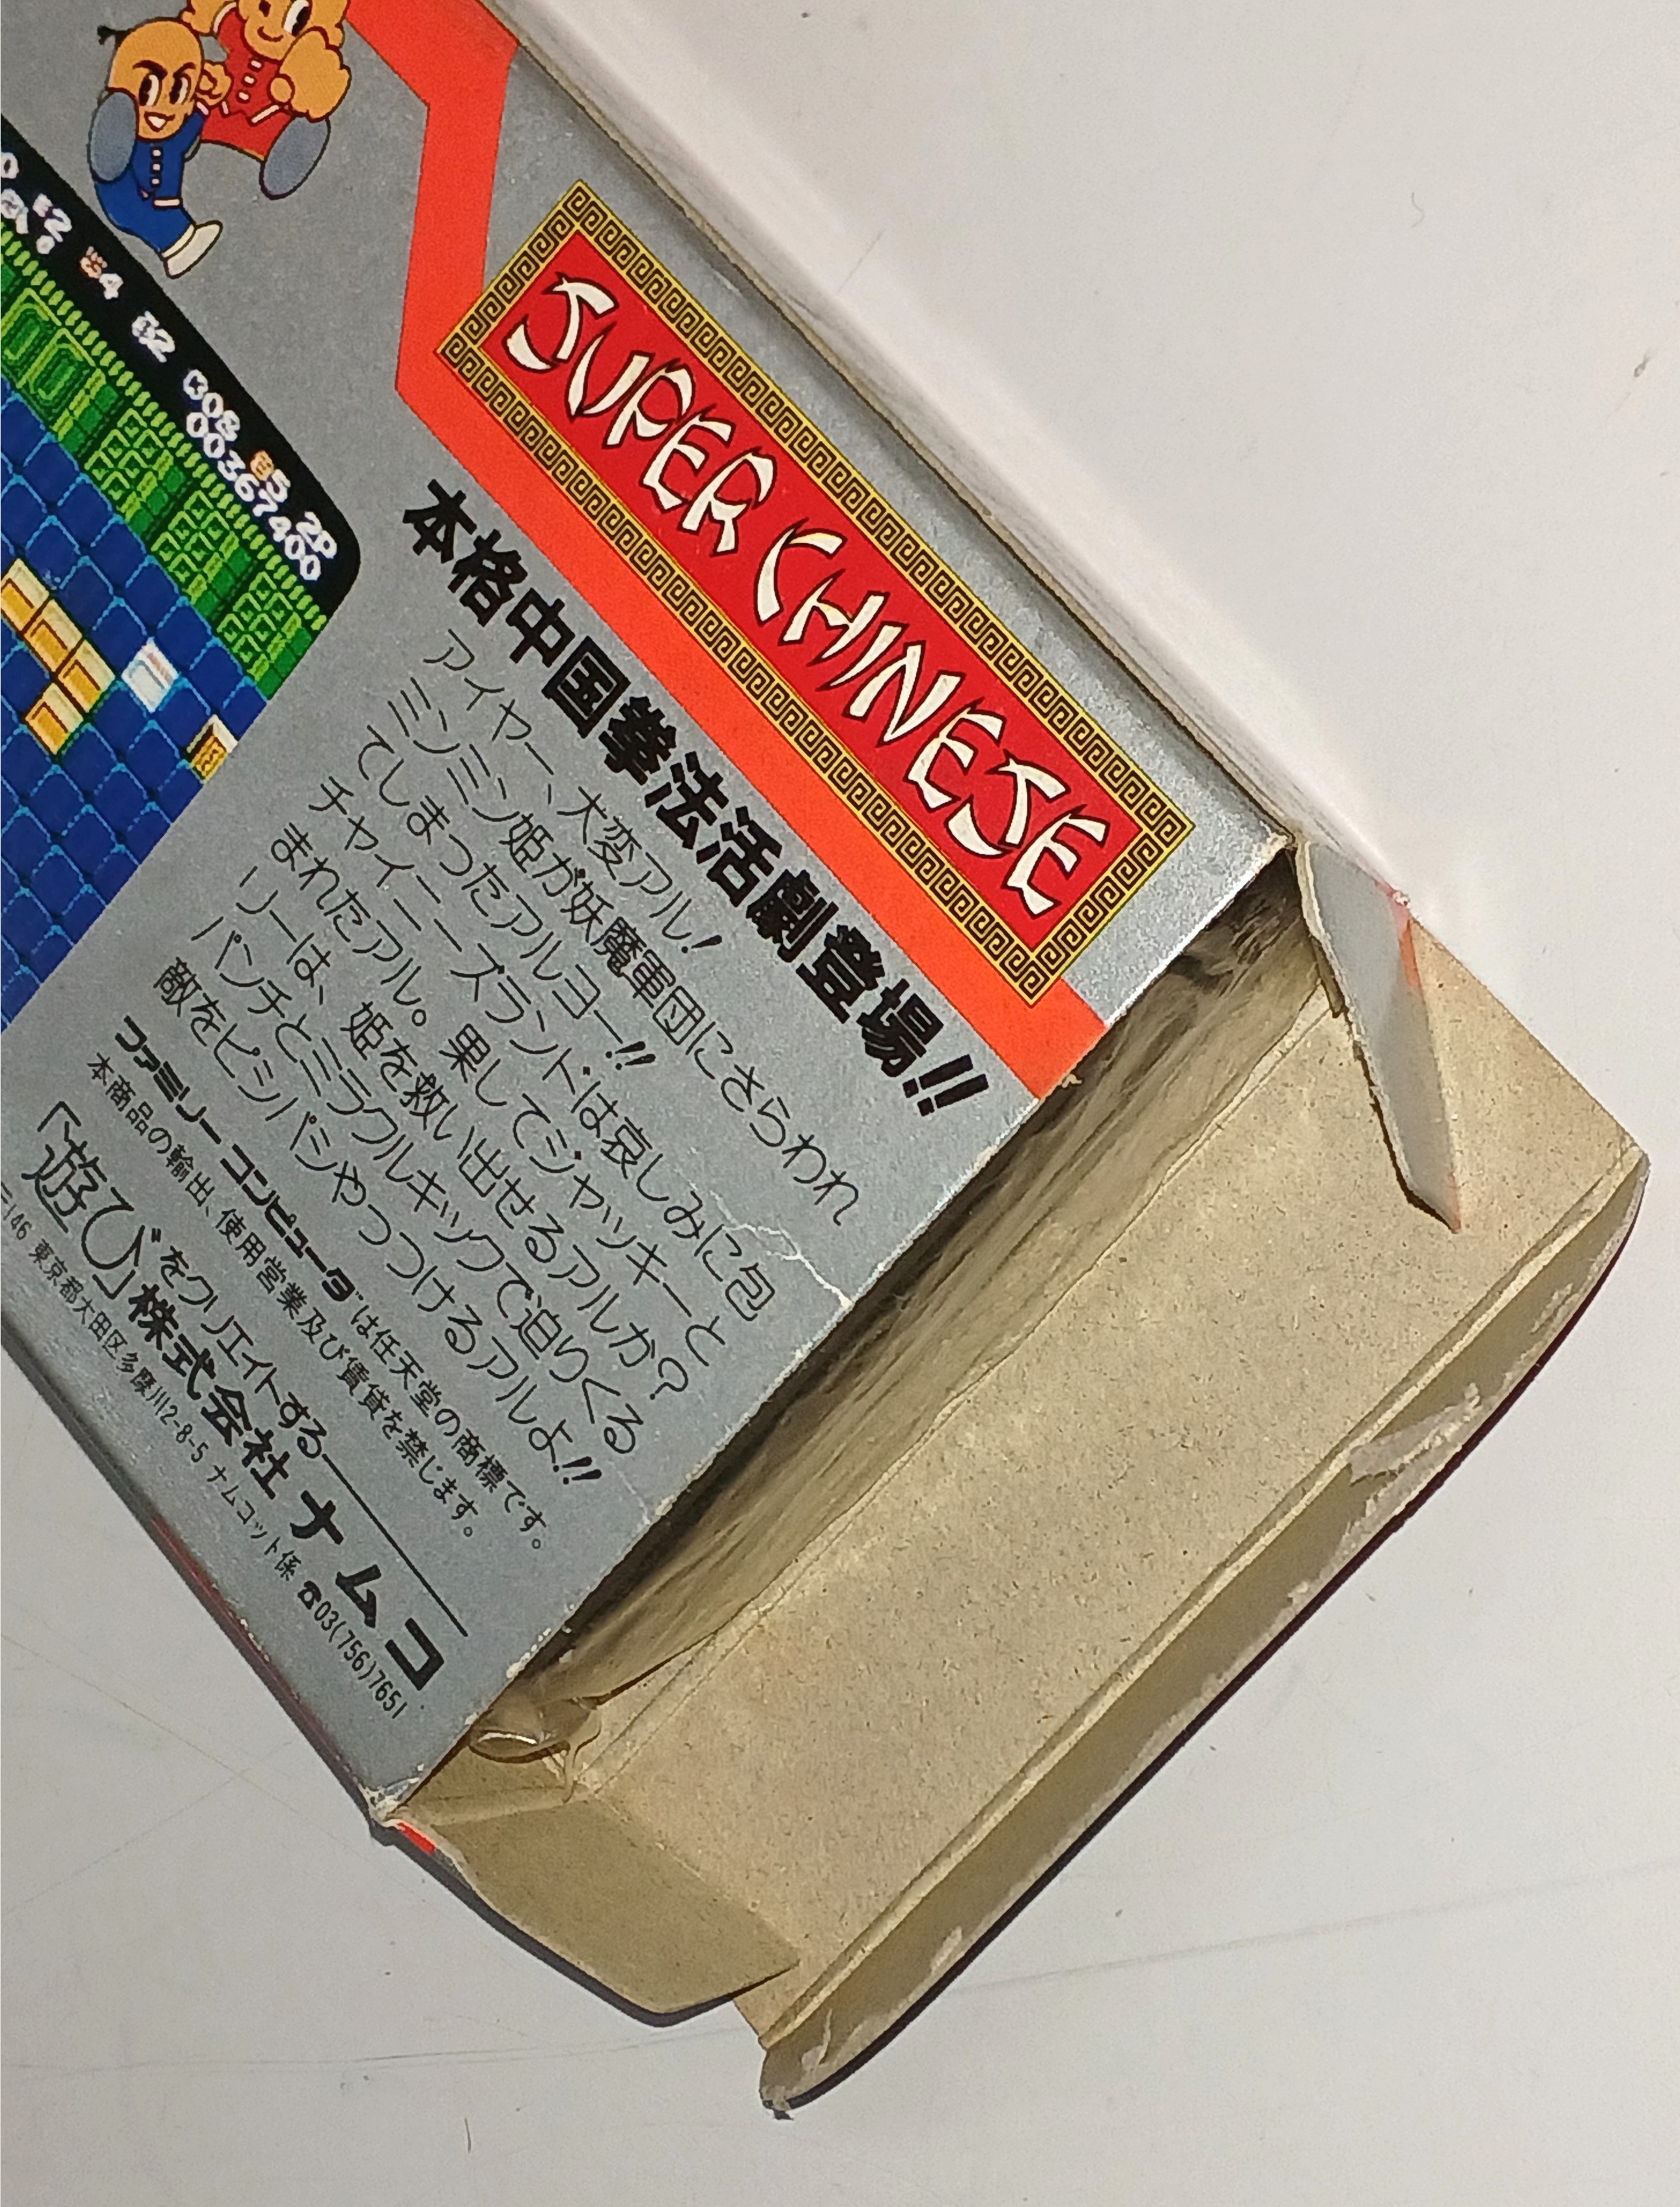 SUPER CHINESE
本格中国拳法活劇登場!!
アイヤー、大変アル!
ミンミン姫が妖魔軍団にさらわれ
てしまったアルヨー!!
チャイニーズランドは哀しみに包
まれたアル。果してジャッキーと
リーは、姫を救い出せるアルか?
パンチとミラクルキックで迫りくる
敵をピシパシやっつけるアルよ!!
ファミリーコンピュータ™は任天堂の商標です。
本商品の輸出、使用営業及び賃貸を禁じます。
「遊び」をクリエイトする
株式会社ナムコ
146 東京都大田区多摩川2-8-5 ナムコット係 ☎03(756)7651
2P
00367400